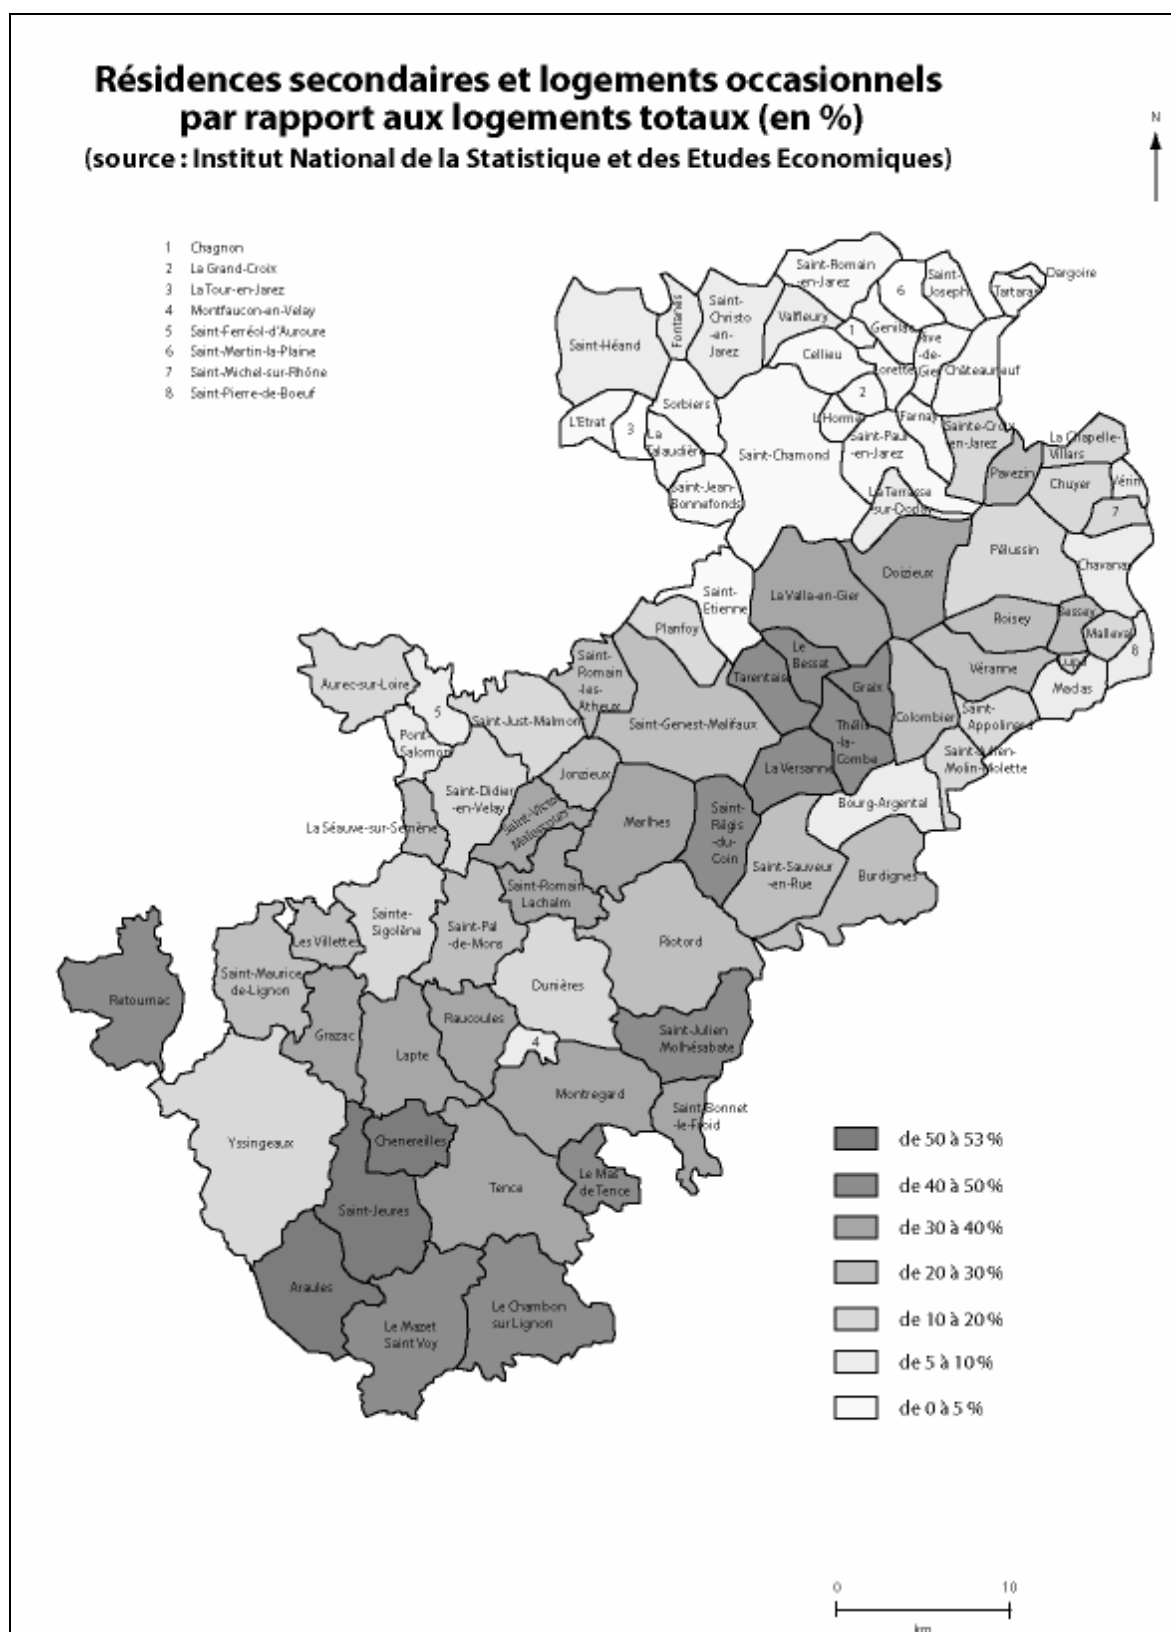 Résidences secondaires et logements occasionnels
par rapport aux logements totaux (en %)
(source : Institut National de la Statistique et des Etudes Economiques)
N
1 Chagnon
2 La Grand-Croix
3 La Tour-en-Jarez
4 Montfaucon-en-Velay
5 Saint-Ferréol-d'Auroure
6 Saint-Martin-la-Plaine
7 Saint-Michel-sur-Rhône
8 Saint-Pierre-de-Boeuf
Saint-Romain
-en-Jarez
Saint-
Joseph
Dargoire
Tartaras
6
Fontanès
Saint-
Christo
-en-
Jarez
Valfleury
1
Genilac
Rive
-de-
Gier
Saint-Héand
Cellieu
Lorette
Châteauneuf
2
Sorbiers
L'Etrat
3
La
Talaudière
L'Horme
Farnay
Saint-Paul
-en-Jarez
Sainte-Croix
-en-Jarez
La Chapelle-
Villars
Saint-Chamond
Pavezin
Chuyer
Vérin
Saint-Jean-
Bonnefonds
La Terrasse
-sur-Dorlay
7
Pélussin
Chavanay
Doizieux
La Valla-en-Gier
Saint-
Etienne
Planfoy
Roisey
Bessey
Malleval
8
Saint-
Romain
-les-
Atheux
Le
Bessat
Tarentaise
Graix
Véranne
Lupé
Maclas
Aurec-sur-Loire
5
Saint-Just-Malmont
Saint-Genest-Malifaux
Thélis
-la-
Combe
Colombier
Saint-
Appolinard
Pont-
Salomon
La Versanne
Saint-Julien-
Molin-Molette
Jonzieux
Saint-Didier
-en-Velay
Bourg-Argental
Saint-Victor
Malescours
Marlhes
Saint-
Régis
-du-
Coin
La Séauve-sur-Semène
Saint-Sauveur
-en-Rue
Burdignes
Saint-Romain
Lachalm
Sainte-
Sigolène
Saint-Pal
-de-Mons
Riotord
Les Villettes
Saint-Maurice
de-Lignon
Dunières
Retournac
Raucoules
Grazac
Lapte
4
Saint-Julien
Molhésabate
Montregard
Saint-Bonnet
-le-Froid
Yssingeaux
Chenereilles
Tence
Le Mas
de Tence
Saint-Jeures
Araules
Le Mazet
Saint Voy
Le Chambon
sur Lignon
de 50 à 53 %
de 40 à 50 %
de 30 à 40 %
de 20 à 30 %
de 10 à 20 %
de 5 à 10 %
de 0 à 5 %
0 10
km